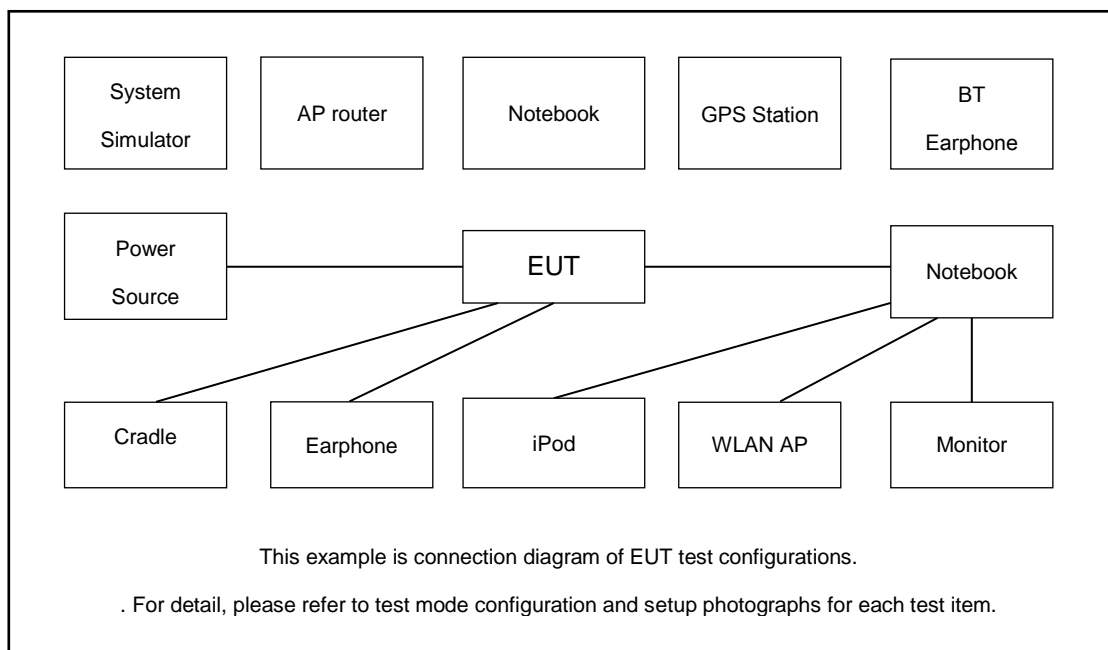 System
Simulator
AP router
Notebook
GPS Station
BT
Earphone
Power
Source
EUT
Notebook
Cradle
Earphone
iPod
WLAN AP
Monitor
This example is connection diagram of EUT test configurations.
. For detail, please refer to test mode configuration and setup photographs for each test item.